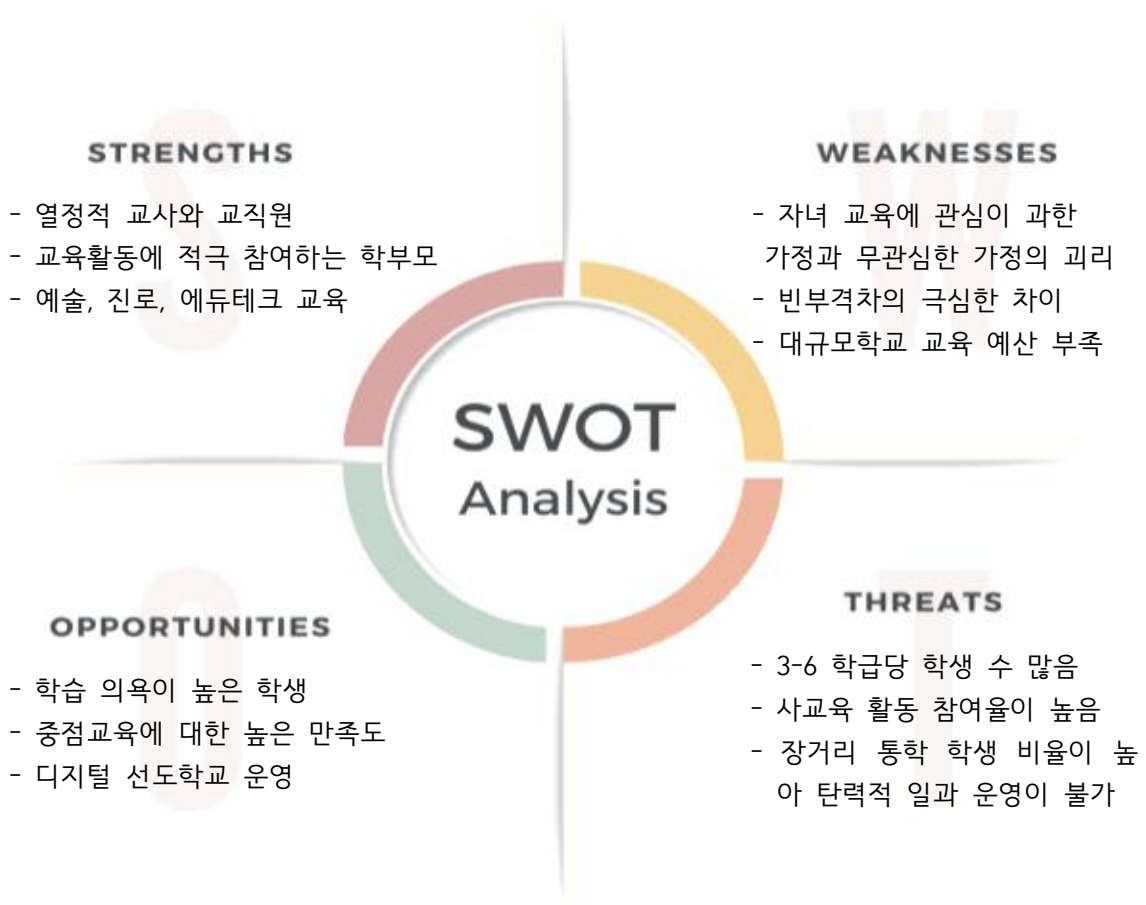 STRENGTHS
- 열정적 교사와 교직원
- 교육활동에 적극 참여하는 학부모
- 예술, 진로, 에듀테크 교육
WEAKNESSES
- 자녀 교육에 관심이 과한
가정과 무관심한 가정의 괴리
- 빈부격차의 극심한 차이
- 대규모학교 교육 예산 부족
SWOT
Analysis
OPPORTUNITIES
- 학습 의욕이 높은 학생
- 중점교육에 대한 높은 만족도
- 디지털 선도학교 운영
THREATS
- 3-6 학급당 학생 수 많음
- 사교육 활동 참여율이 높음
- 장거리 통학 학생 비율이 높
아 탄력적 일과 운영이 불가
S
W
O
T